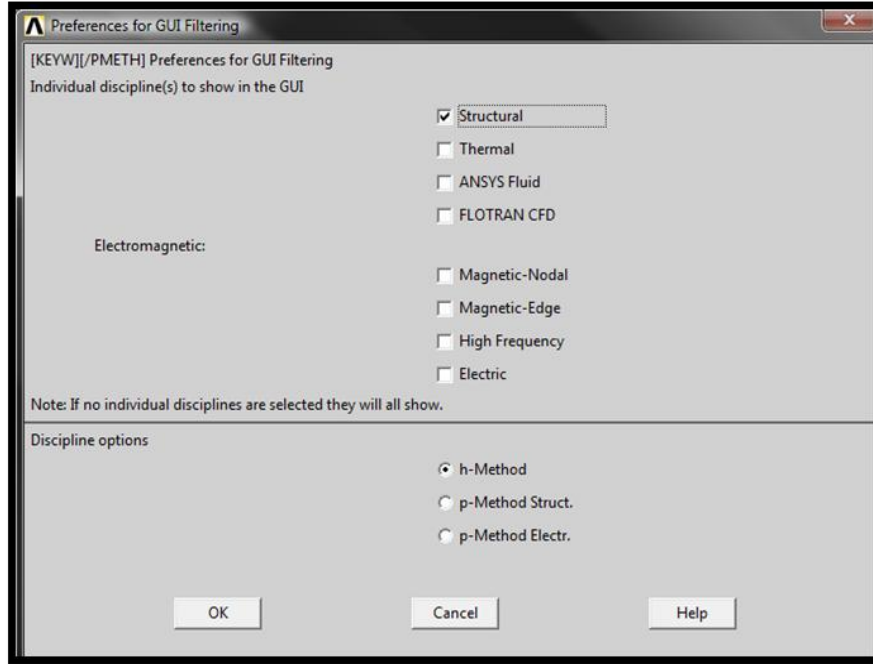 Preferences for GUI Filtering
[KEYW][/PMETH] Preferences for GUI Filtering
Individual discipline(s) to show in the GUI
Structural
Thermal
ANSYS Fluid
FLOTRAN CFD
Electromagnetic:
Magnetic-Nodal
Magnetic-Edge
High Frequency
Electric
Note: If no individual disciplines are selected they will all show.
Discipline options
h-Method
p-Method Struct.
p-Method Electr.
OK Cancel Help